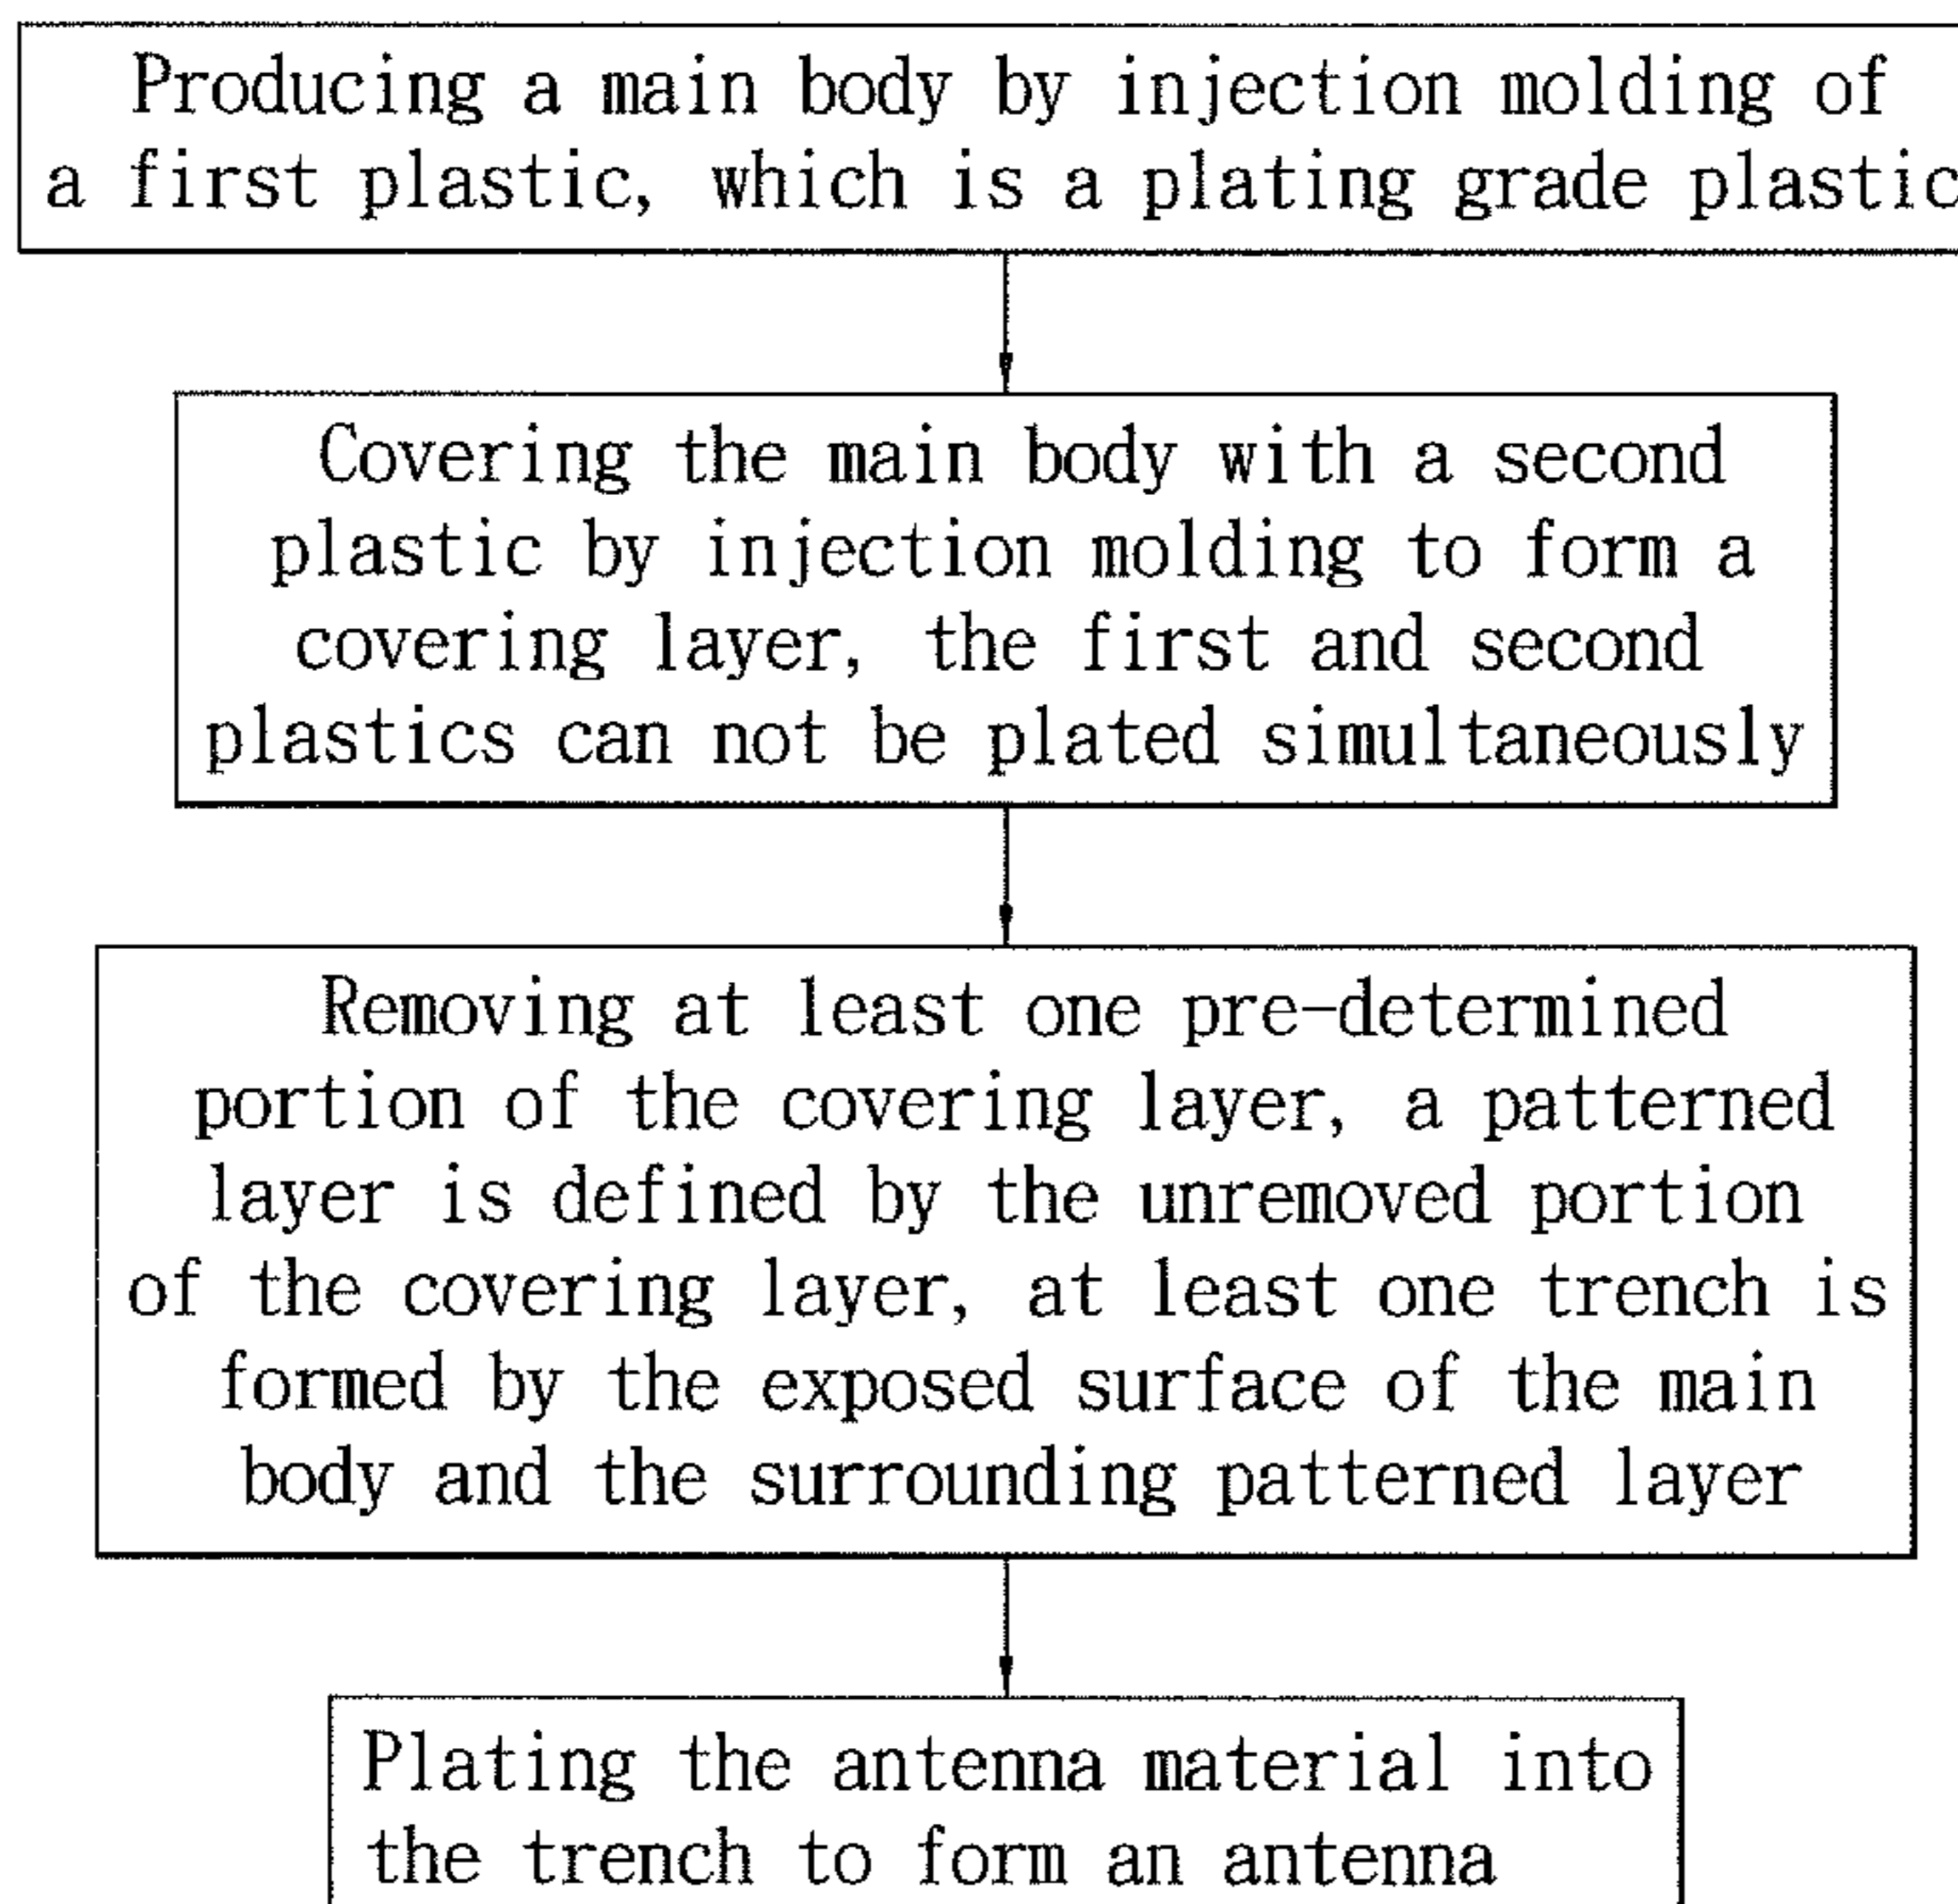 Producing a main body by injection molding of
a first plastic, which is a plating grade plastic
Covering the main body with a second
plastic by injection molding to form a
covering layer, the first and second
plastics can not be plated simultaneously
Removing at least one pre-determined
portion of the covering layer, a patterned
layer is defined by the unremoved portion
of the covering layer, at least one trench is
formed by the exposed surface of the main
body and the surrounding patterned layer
Plating the antenna material into
the trench to form an antenna